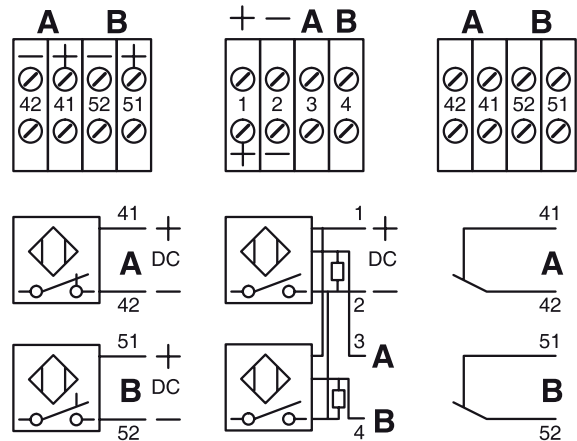 A B + − A B A B
− + − +
42 41 52 51 1 2 3 4 42 41 52 51
+ −
41 + 1 + 41
A DC DC A
42 − 2 − 42
51 + 3 A 51
B DC B
52 − 4 B 52